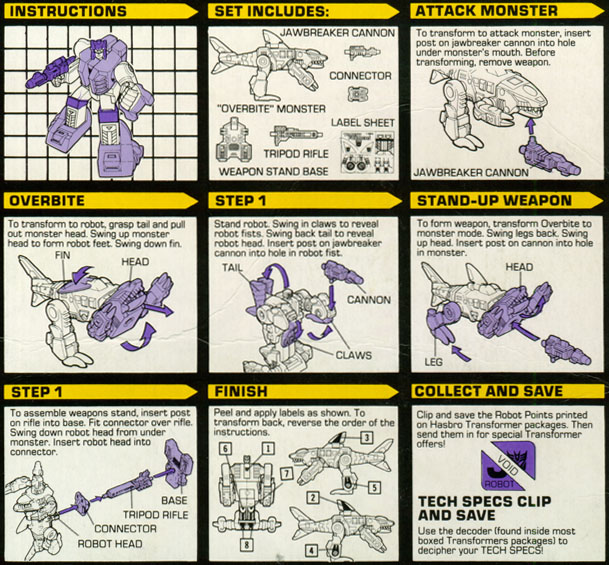 INSTRUCTIONS
SET INCLUDES:
JAWBREAKER CANNON
CONNECTOR
"OVERBITE" MONSTER
LABEL SHEET
TRIPOD RIFLE
WEAPON STAND BASE
ATTACK MONSTER
To transform to attack monster, insert
post on jawbreaker cannon into hole
under monster's mouth. Before
transforming, remove weapon.
JAWBREAKER CANNON
OVERBITE
To transform to robot, grasp tail and pull
out monster head. Swing up monster
head to form robot feet. Swing down fin.
FIN
HEAD
STEP 1
Stand robot. Swing in claws to reveal
robot fists. Swing back tail to reveal
robot head. Insert post on jawbreaker
cannon into hole in robot fist.
TAIL
CANNON
CLAWS
STAND-UP WEAPON
To form weapon, transform Overbite to
monster mode. Swing legs back. Swing
up head. Insert post on cannon into hole
in monster.
HEAD
LEG
STEP 1
To assemble weapons stand, insert post
on rifle into base. Fit connector over rifle.
Swing down robot head from under
monster. Insert robot head into
connector.
BASE
TRIPOD RIFLE
CONNECTOR
ROBOT HEAD
FINISH
Peel and apply labels as shown. To
transform back, reverse the order of the
instructions.
6
1
3
7
5
2
4
8
COLLECT AND SAVE
Clip and save the Robot Points printed
on Hasbro Transformer packages. Then
send them in for special Transformer
offers!
VOID
ROBOT
TECH SPECS CLIP
AND SAVE
Use the decoder (found inside most
boxed Transformers packages) to
decipher your TECH SPECS!